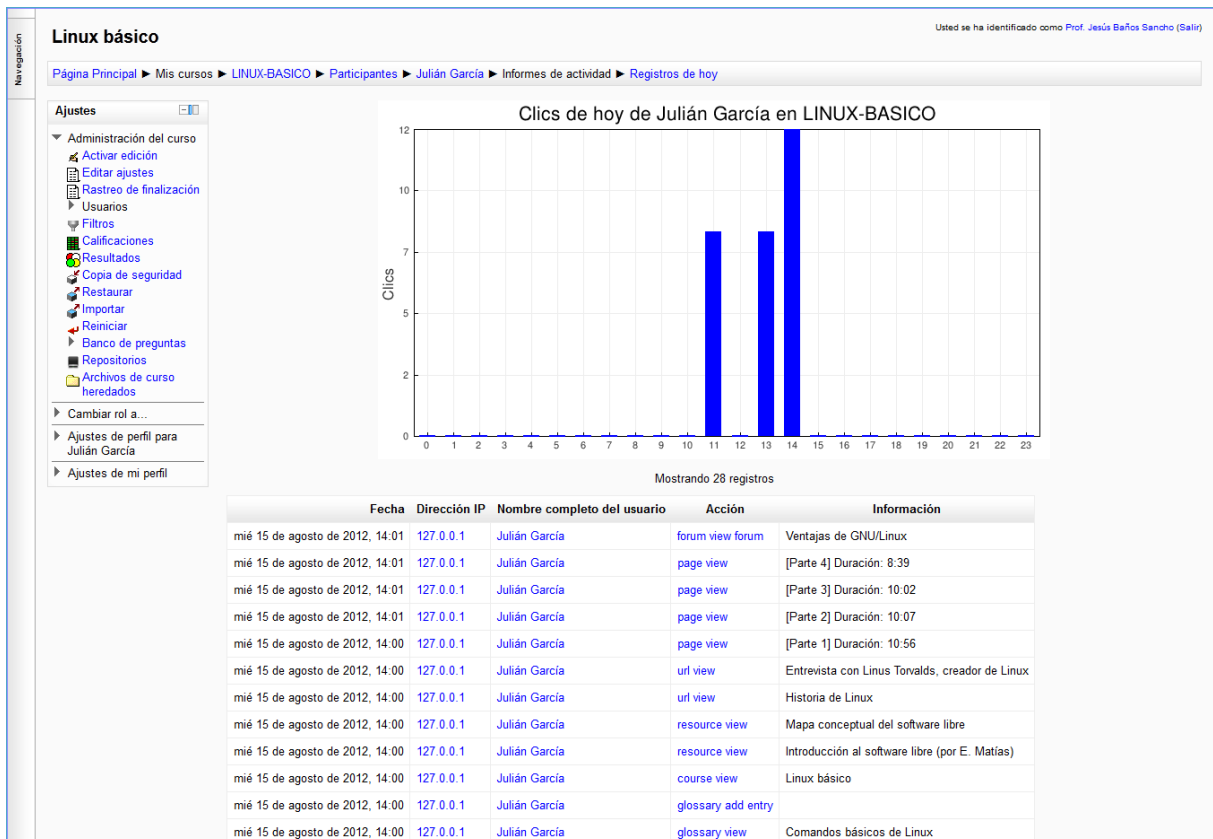 Navegación
Linux básico
Usted se ha identificado como Prof. Jesús Baños Sancho (Salir)
Página Principal ► Mis cursos ► LINUX-BASICO ► Participantes ► Julián García ► Informes de actividad ► Registros de hoy
Ajustes
Administración del curso
Activar edición
Editar ajustes
Rastreo de finalización
Usuarios
Filtros
Calificaciones
Resultados
Copia de seguridad
Restaurar
Importar
Reiniciar
Banco de preguntas
Repositorios
Archivos de curso
heredados
Cambiar rol a...
Ajustes de perfil para
Julián García
Ajustes de mi perfil
Clics de hoy de Julián García en LINUX-BASICO
Clics
12
10
7
5
2
0
0 1 2 3 4 5 6 7 8 9 10 11 12 13 14 15 16 17 18 19 20 21 22 23
Mostrando 28 registros
Fecha Dirección IP Nombre completo del usuario Acción Información
mié 15 de agosto de 2012, 14:01 127.0.0.1 Julián García forum view forum Ventajas de GNU/Linux
mié 15 de agosto de 2012, 14:01 127.0.0.1 Julián García page view [Parte 4] Duración: 8:39
mié 15 de agosto de 2012, 14:01 127.0.0.1 Julián García page view [Parte 3] Duración: 10:02
mié 15 de agosto de 2012, 14:01 127.0.0.1 Julián García page view [Parte 2] Duración: 10:07
mié 15 de agosto de 2012, 14:00 127.0.0.1 Julián García page view [Parte 1] Duración: 10:56
mié 15 de agosto de 2012, 14:00 127.0.0.1 Julián García url view Entrevista con Linus Torvalds, creador de Linux
mié 15 de agosto de 2012, 14:00 127.0.0.1 Julián García url view Historia de Linux
mié 15 de agosto de 2012, 14:00 127.0.0.1 Julián García resource view Mapa conceptual del software libre
mié 15 de agosto de 2012, 14:00 127.0.0.1 Julián García resource view Introducción al software libre (por E. Matías)
mié 15 de agosto de 2012, 14:00 127.0.0.1 Julián García course view Linux básico
mié 15 de agosto de 2012, 14:00 127.0.0.1 Julián García glossary add entry
mié 15 de agosto de 2012, 14:00 127.0.0.1 Julián García glossary view Comandos básicos de Linux